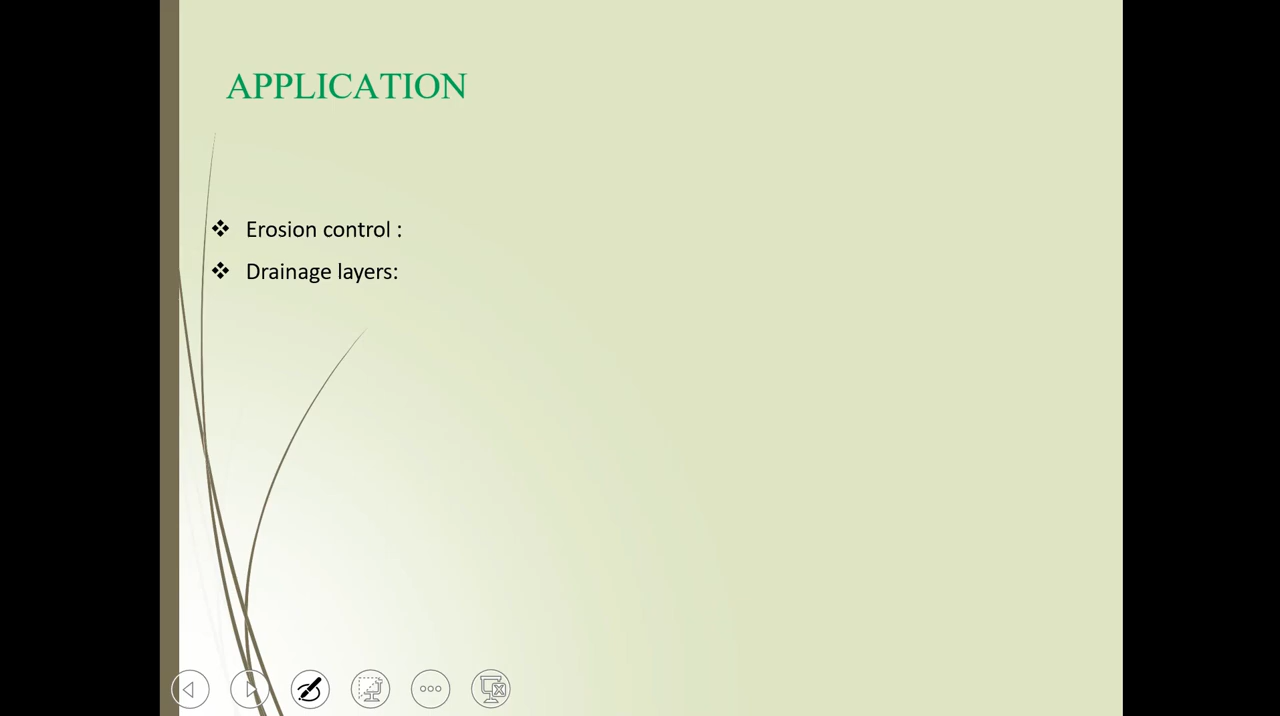 APPLICATION
❖ Erosion control :
❖ Drainage layers: